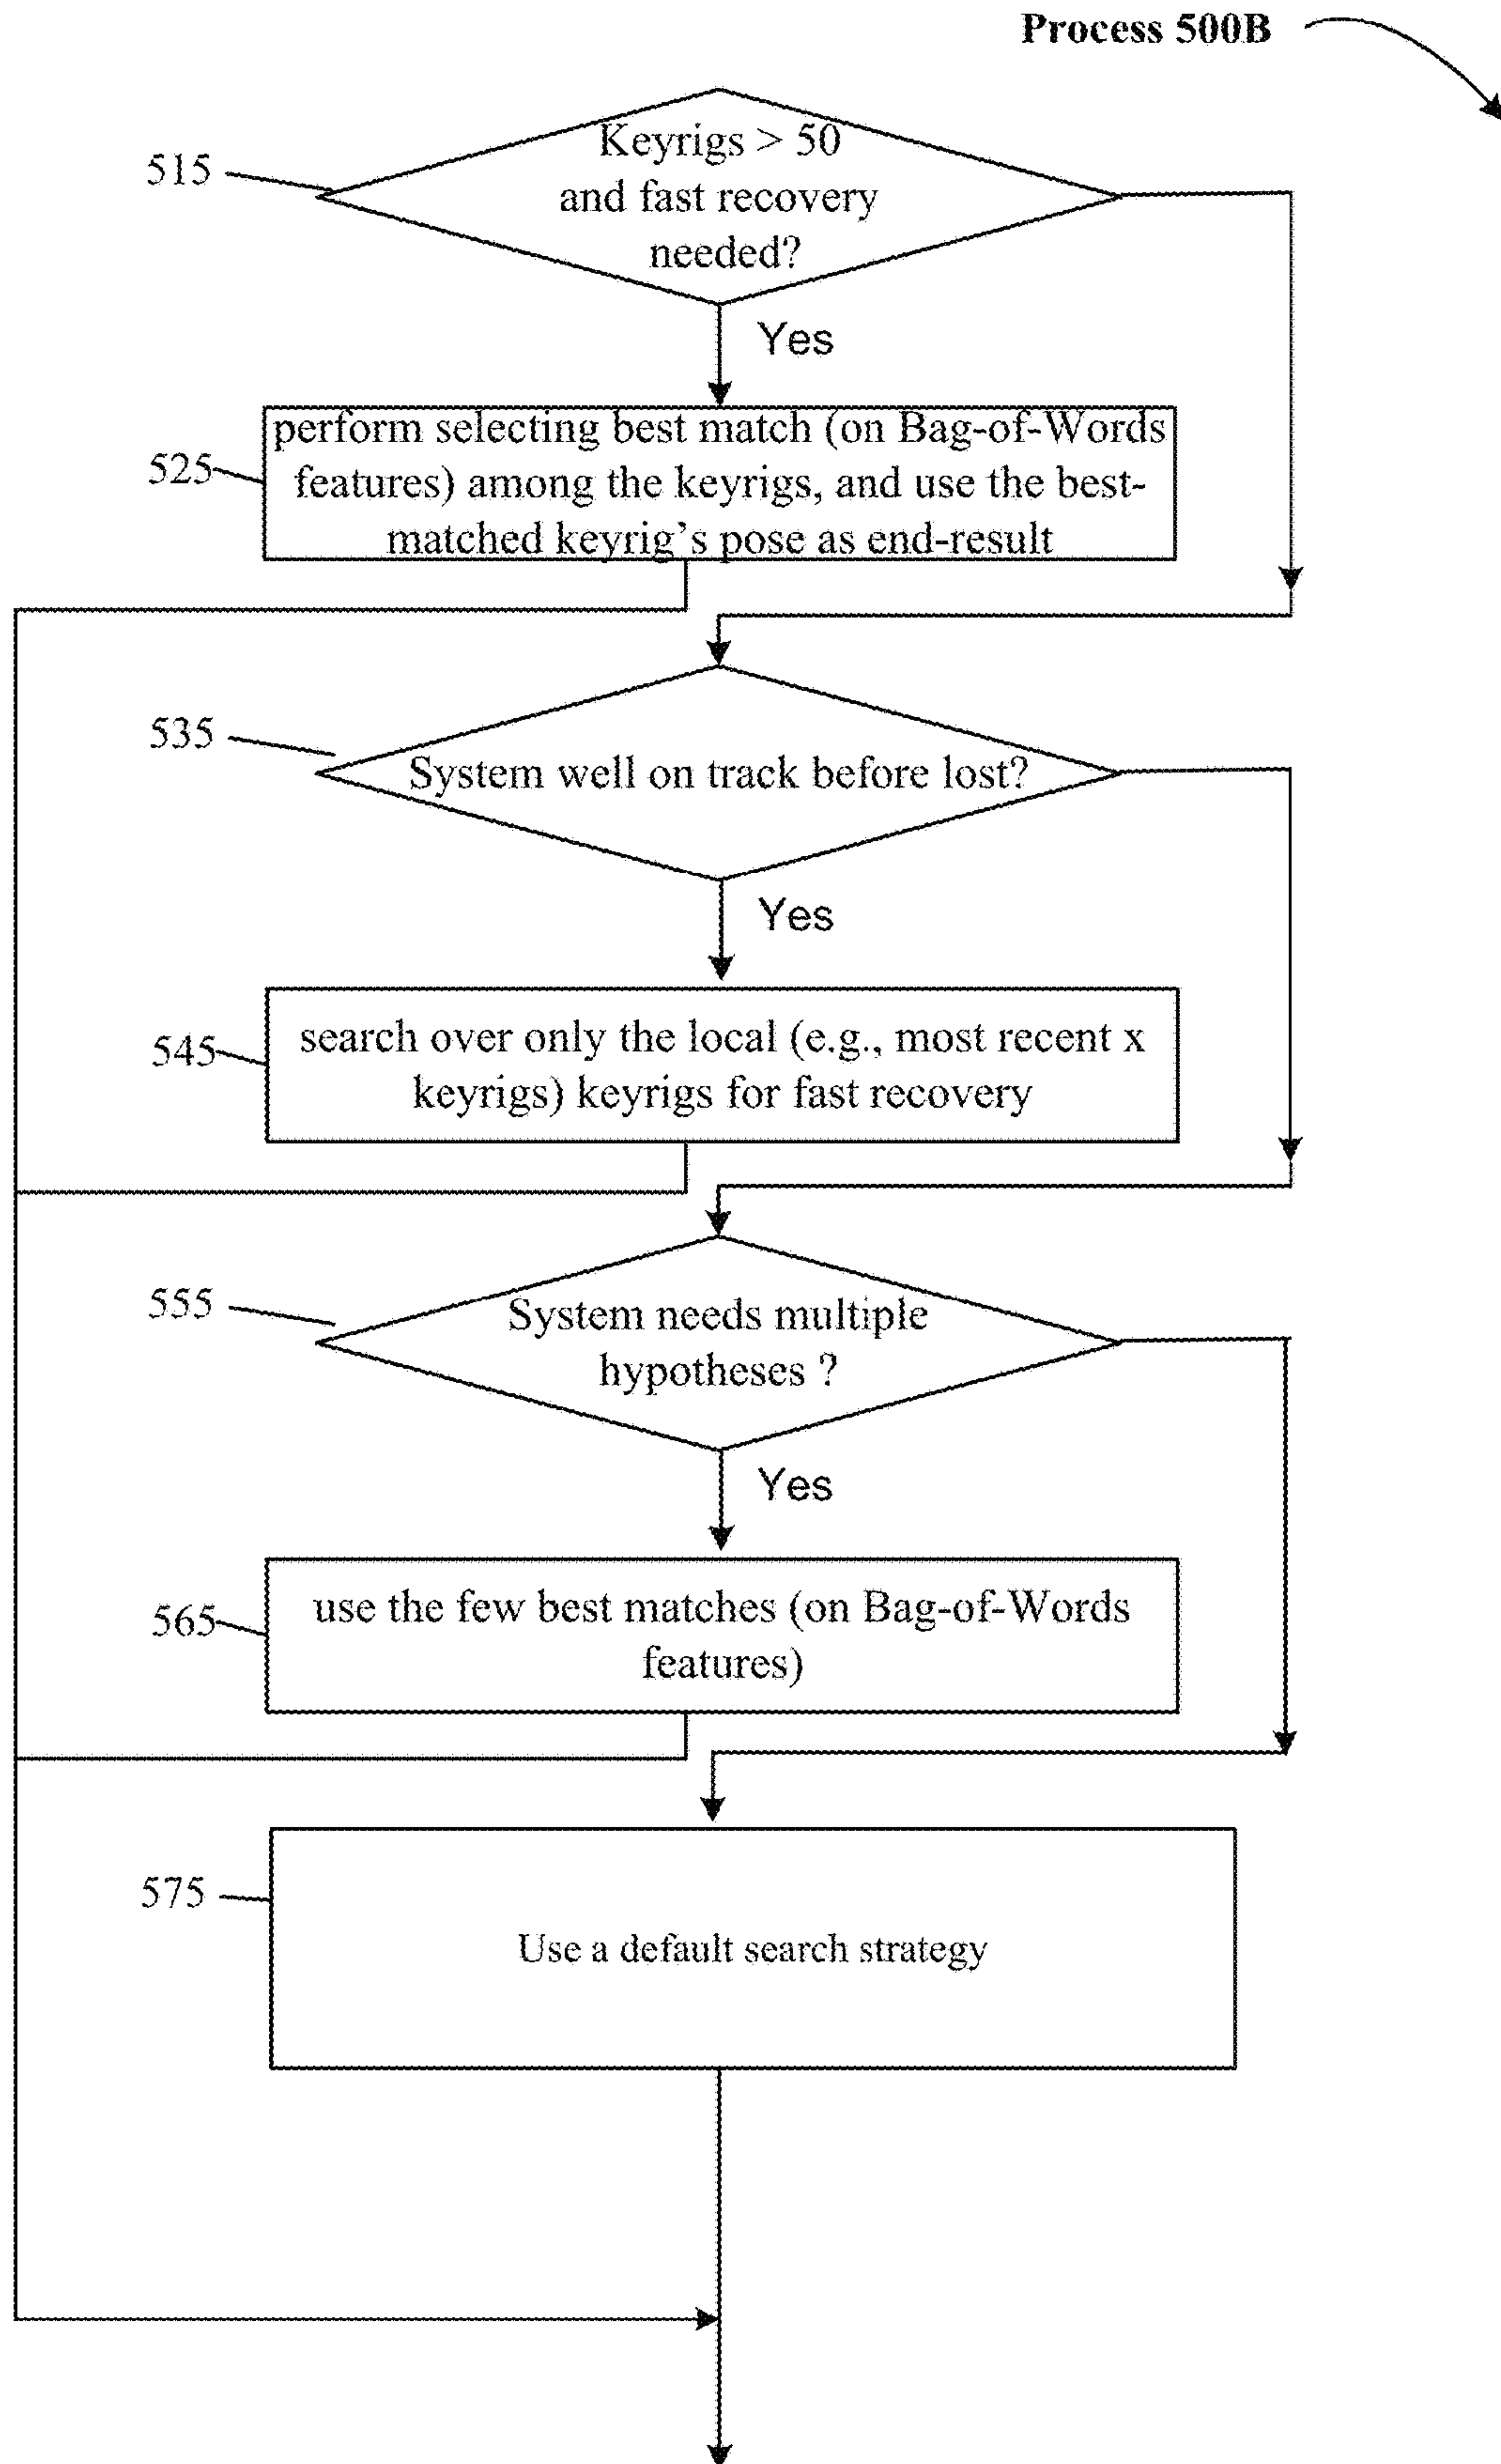 Process 500B
Keyrigs > 50
515
and fast recovery
needed?
Yes
perform selecting best match (on Bag-of-Words
525
features) among the keyrigs, and use the best-
matched keyrig's pose as end-result
535
System well on track before lost?
Yes
545
search over only the local (e.g., most recent x
keyrigs) keyrigs for fast recovery
555
System needs multiple
hypotheses ?
Yes
565
use the few best matches (on Bag-of-Words
features)
575
Use a default search strategy